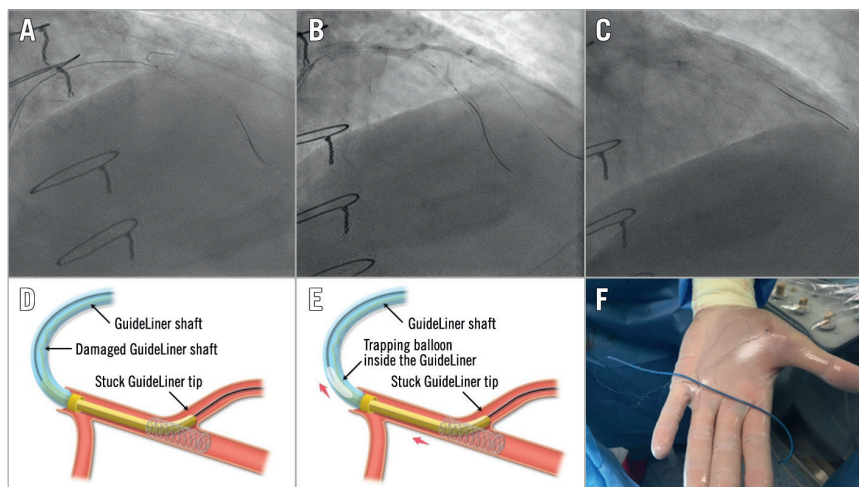 A
B
C
D
GuideLiner shaft
Damaged GuideLiner shaft
Stuck GuideLiner tip
E
GuideLiner shaft
Trapping balloon
inside the GuideLiner
Stuck GuideLiner tip
F